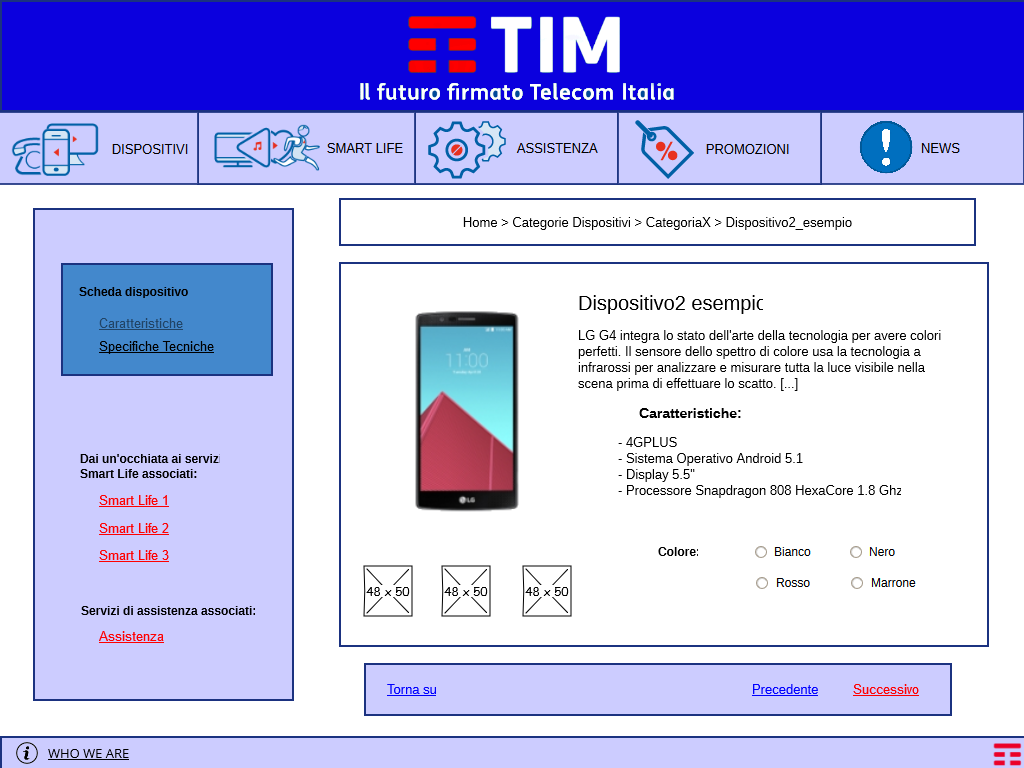 TIM
Il futuro firmato Telecom Italia
DISPOSITIVI
SMART LIFE
ASSISTENZA
PROMOZIONI
NEWS
Home > Categorie Dispositivi > CategoriaX > Dispositivo2_esempio
Scheda dispositivo
Caratteristiche
Specifiche Tecniche
Dai un'occhiata ai servizi
Smart Life associati:
Smart Life 1
Smart Life 2
Smart Life 3
Servizi di assistenza associati:
Assistenza
11:00
LG
Dispositivo2 esempio
LG G4 integra lo stato dell'arte della tecnologia per avere colori
perfetti. Il sensore dello spettro di colore usa la tecnologia a
infrarossi per analizzare e misurare tutta la luce visibile nella
scena prima di effettuare lo scatto. [...]
Caratteristiche:
- 4GPLUS
- Sistema Operativo Android 5.1
- Display 5.5"
- Processore Snapdragon 808 HexaCore 1.8 Ghz
Colore:
Bianco
Nero
Rosso
Marrone
48 x 50
48 x 50
48 x 50
Torna su
Precedente
Successivo
WHO WE ARE